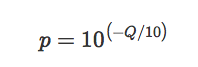 p = 10^(−Q/10)